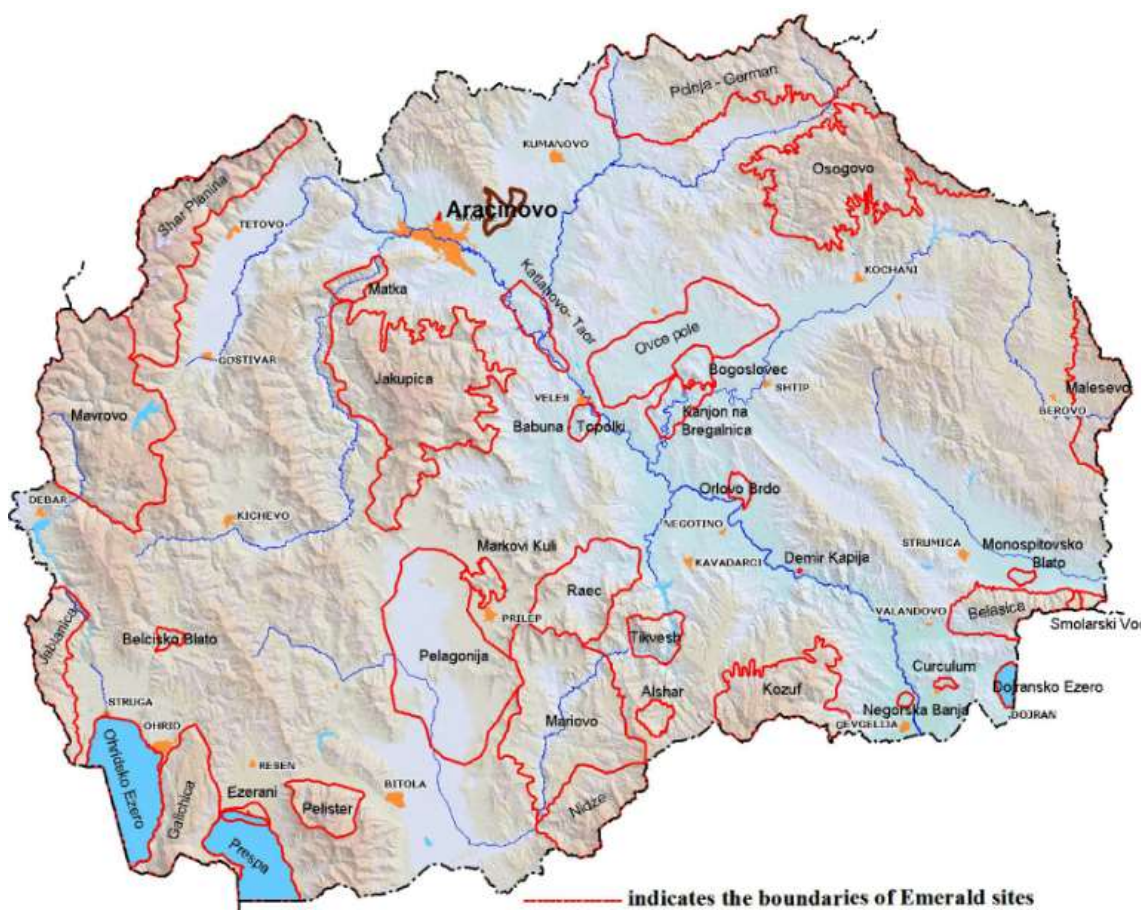 Pchnja - German
KUMANOVO
Osogovo
Shar Planina
Aracinovo
TETOVO
KOCHANI
Matka
Katlanovo - Taor
Ovce pole
GOSTIVAR
Bogoslovec
Jakupica
SHTIP
Malesevo
Mavrovo
VELES
Kanjon na
Bregalnica
BEROVO
Babuna - Topolki
Orlovo Brdo
DEBAR
KICHEVO
NEGOTINO
Markovi Kuli
STRUMICA
Monospitovsko
Blato
Demir Kapija
KAVADARCI
Raec
VALANDOVO
Belasica
PRILEP
Smolarski Vo
Jablanica
Belcisko Blato
Tikvesh
Pelagonija
Curculum
Alshar
Kozuf
Dojransko Ezero
STRUGA
Mariovo
Negorska Banja
DOJRAN
GEVGELIJA
OHRID
Ohridsko Ezero
RESEN
Galichica
Ezerani
BITOLA
Pelister
Nidze
Prespa
indicates the boundaries of Emerald sites